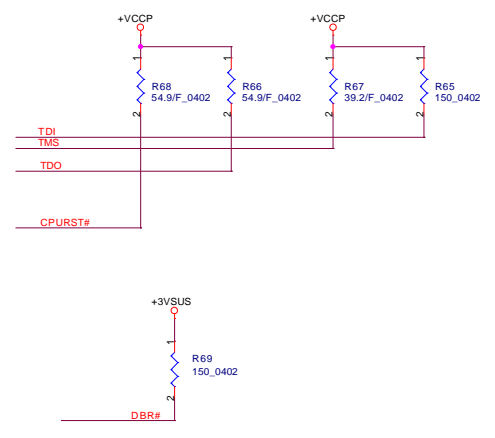 +VCCP +VCCP
1 1 1 1
R68 R66 R67 R65
54.9/F_0402 54.9/F_0402 39.2/F_0402 150_0402
2 2 2 2
TDI
TMS
TDO
CPURST#
+3VSUS
1
R69
150_0402
2
DBR#